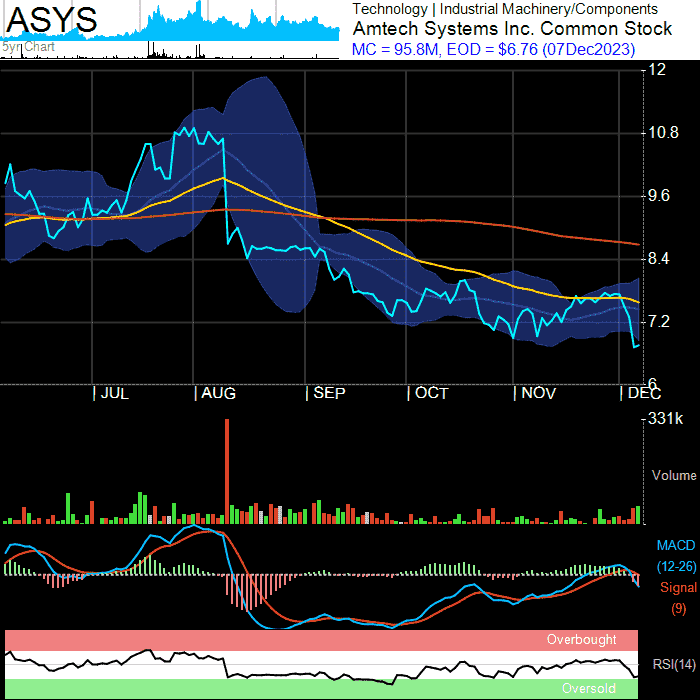 ASYS
5yr Chart
Technology | Industrial Machinery/Components
Amtech Systems Inc. Common Stock
MC = 95.8M, EOD = $6.76 (07Dec2023)
12
10.8
9.6
8.4
7.2
6
JUL AUG SEP OCT NOV DEC
331k
Volume
MACD
(12-26)
Signal
(9)
Overbought
RSI(14)
Oversold